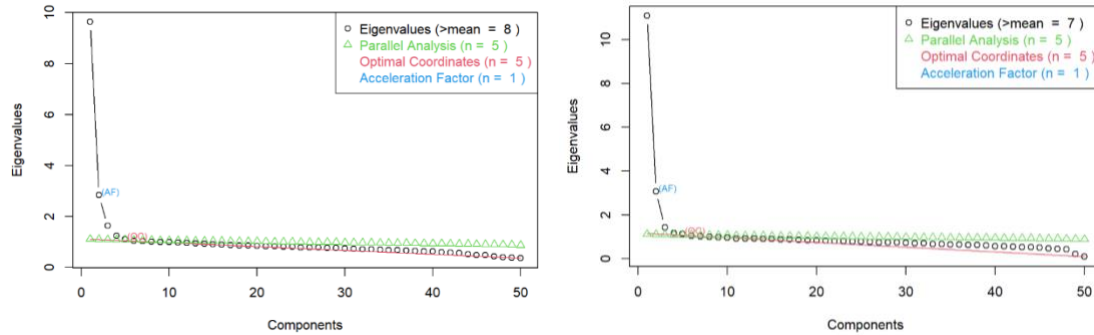 Eigenvalues (>mean = 8 )
Parallel Analysis (n = 5 )
Optimal Coordinates (n = 5 )
Acceleration Factor (n = 1 )
Eigenvalues
10
8
6
4
2
0
(AF)
(OC)
0 10 20 30 40 50
Components
Eigenvalues (>mean = 7 )
Parallel Analysis (n = 5 )
Optimal Coordinates (n = 5 )
Acceleration Factor (n = 1 )
Eigenvalues
10
8
6
4
2
0
(AF)
(OC)
0 10 20 30 40 50
Components